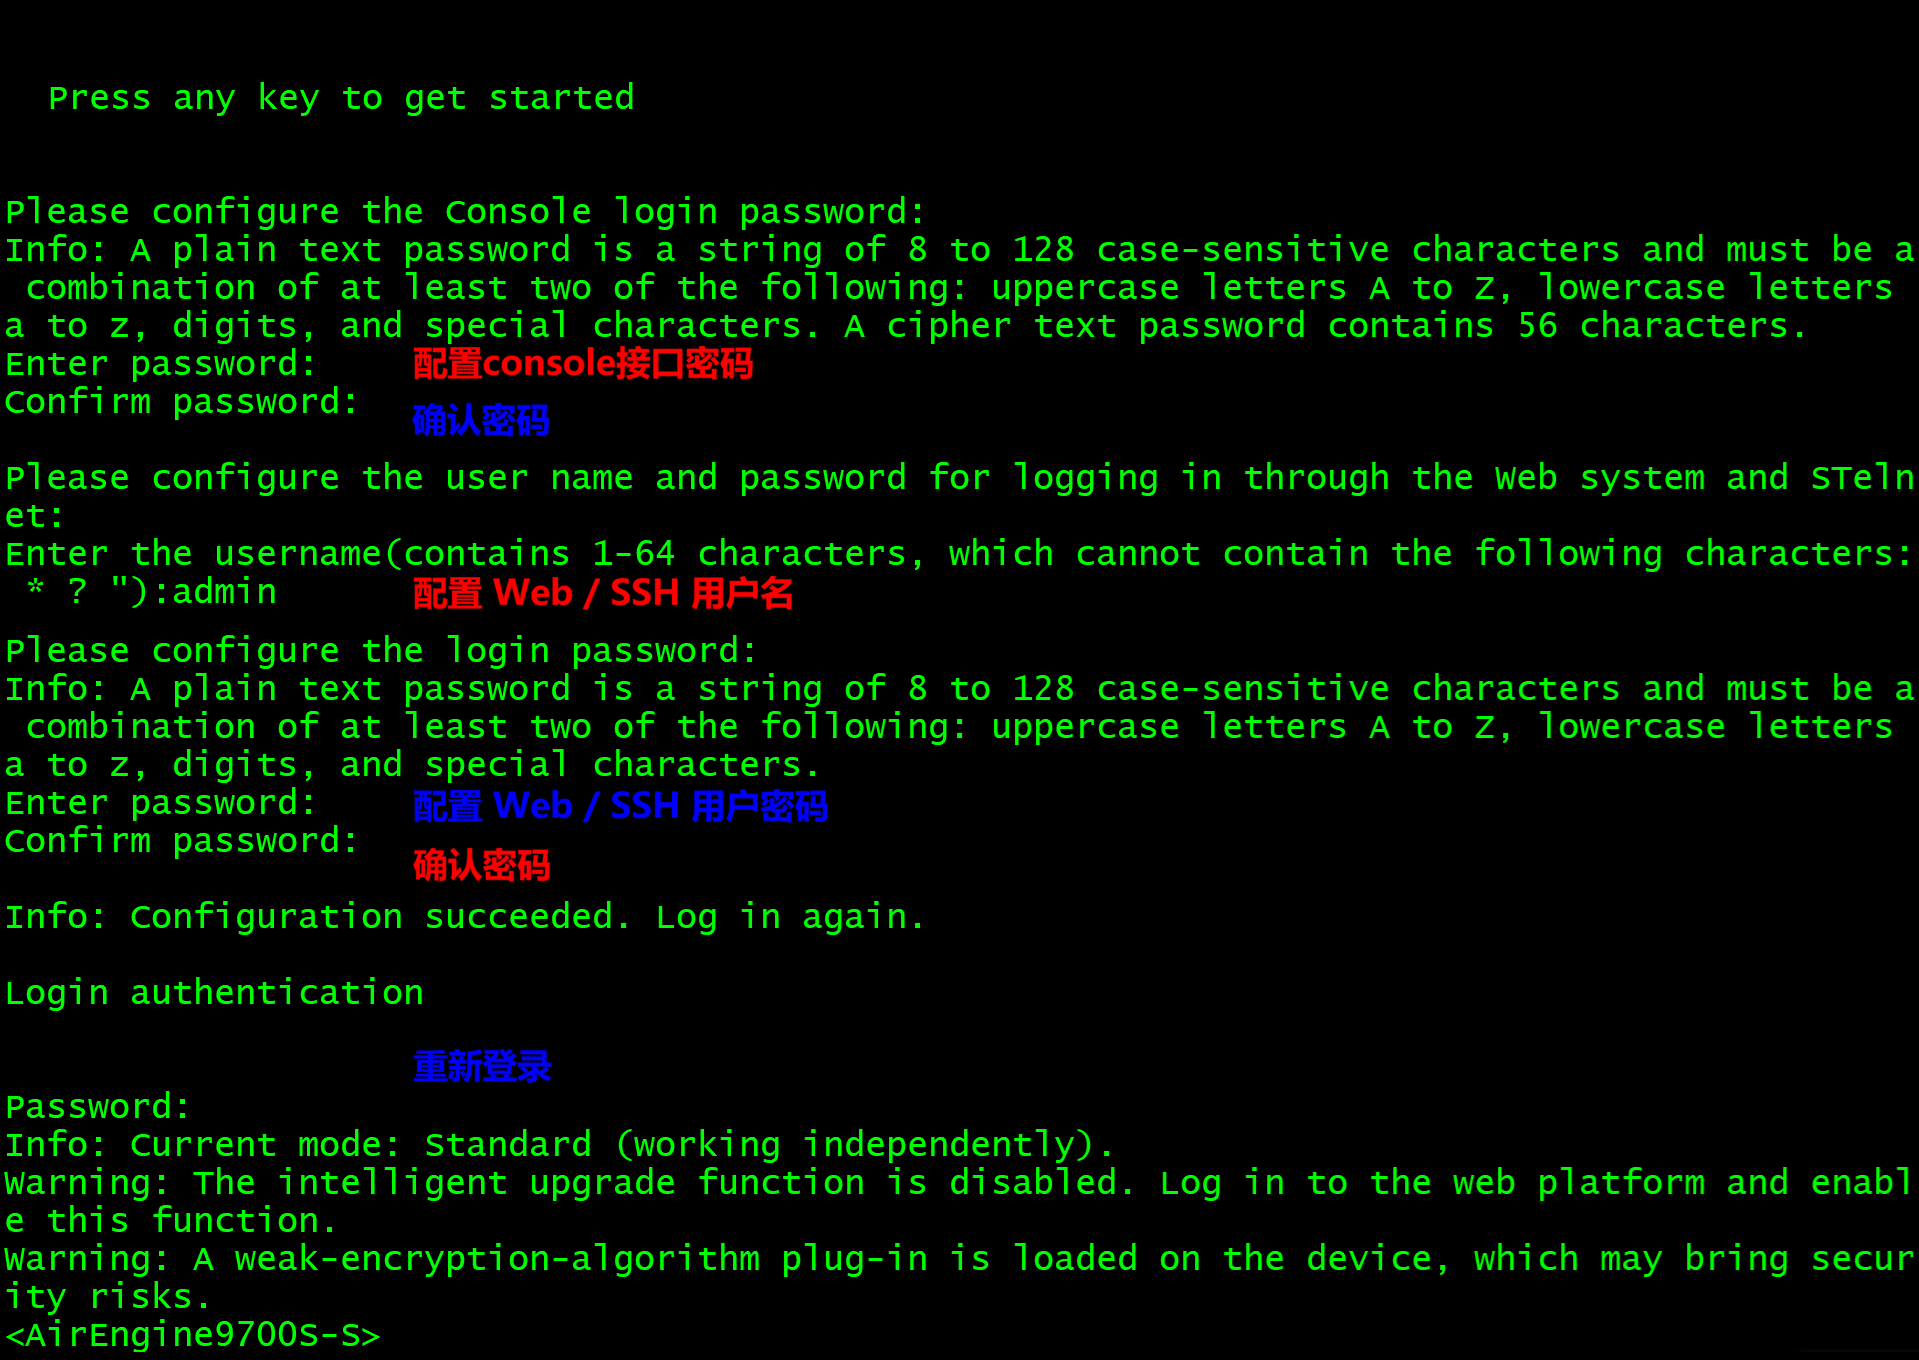 Press any key to get started
Please configure the Console login password:
Info: A plain text password is a string of 8 to 128 case-sensitive characters and must be a
combination of at least two of the following: uppercase letters A to Z, lowercase letters
a to z, digits, and special characters. A cipher text password contains 56 characters.
Enter password: 配置console接口密码
Confirm password:
确认密码
Please configure the user name and password for logging in through the Web system and STeln
et:
Enter the username(contains 1-64 characters, which cannot contain the following characters:
* ? "):admin 配置 Web / SSH 用户名
Please configure the login password:
Info: A plain text password is a string of 8 to 128 case-sensitive characters and must be a
combination of at least two of the following: uppercase letters A to Z, lowercase letters
a to z, digits, and special characters.
Enter password: 配置 Web / SSH 用户密码
Confirm password:
确认密码
Info: Configuration succeeded. Log in again.
Login authentication
重新登录
Password:
Info: Current mode: Standard (working independently).
Warning: The intelligent upgrade function is disabled. Log in to the web platform and enabl
e this function.
Warning: A weak-encryption-algorithm plug-in is loaded on the device, which may bring secur
ity risks.
<AirEngine9700S-S>